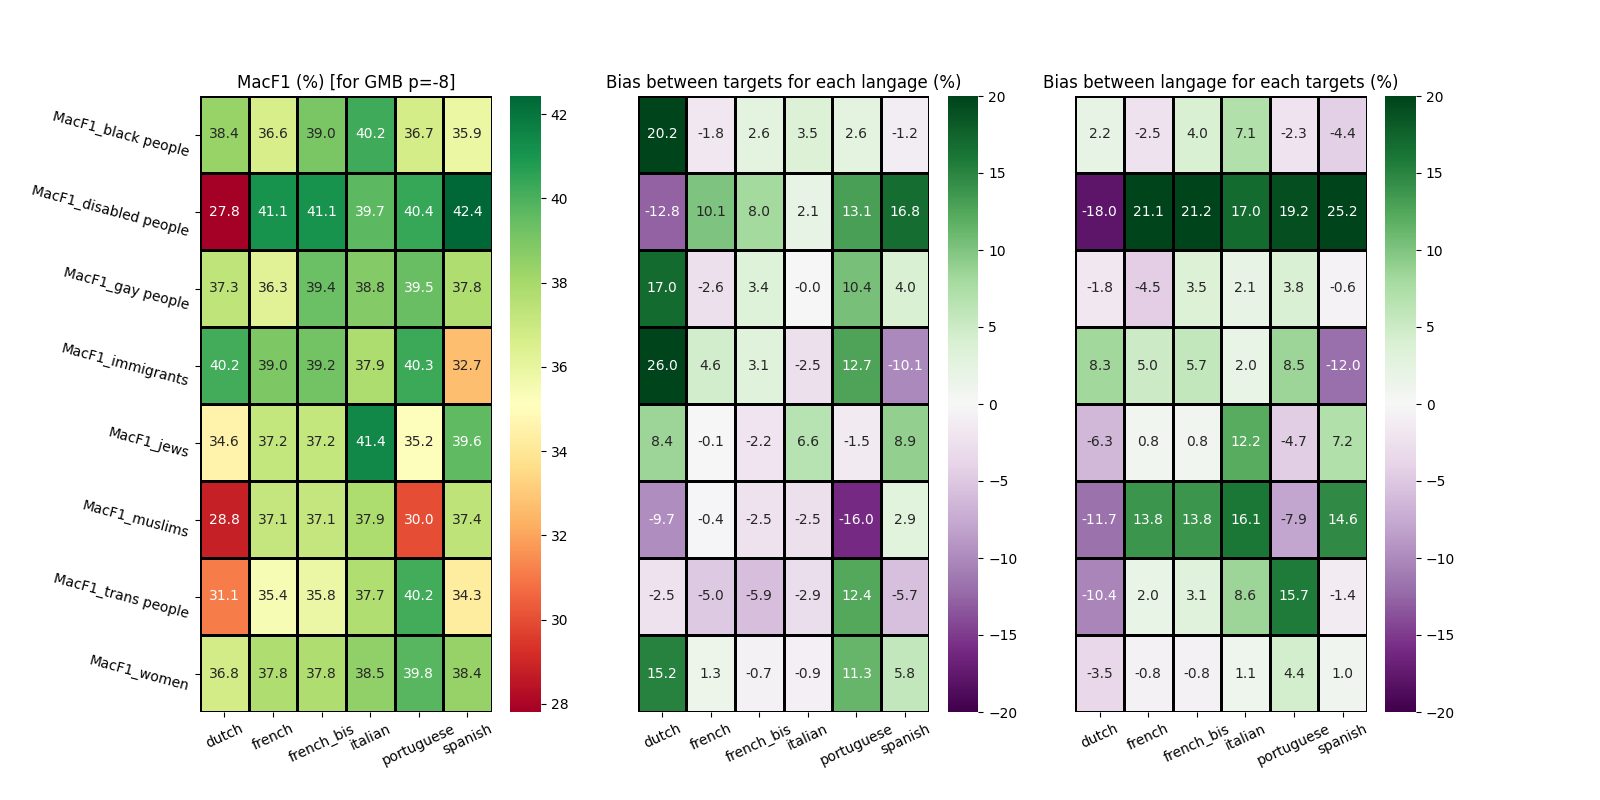 MacF1 (%) [for GMB p=-8]
Bias between targets for each langage (%)
Bias between langage for each targets (%)
MacF1_black people 38.4 36.6 39.0 40.2 36.7 35.9
MacF1_disabled people 27.8 41.1 41.1 39.7 40.4 42.4
MacF1_gay people 37.3 36.3 39.4 38.8 39.5 37.8
MacF1_immigrants 40.2 39.0 39.2 37.9 40.3 32.7
MacF1_jews 34.6 37.2 37.2 41.4 35.2 39.6
MacF1_muslims 28.8 37.1 37.1 37.9 30.0 37.4
MacF1_trans people 31.1 35.4 35.8 37.7 40.2 34.3
MacF1_women 36.8 37.8 37.8 38.5 39.8 38.4
dutch french french_bis italian portuguese spanish
42
40
38
36
34
32
30
28
20.2 -1.8 2.6 3.5 2.6 -1.2
-12.8 10.1 8.0 2.1 13.1 16.8
17.0 -2.6 3.4 -0.0 10.4 4.0
26.0 4.6 3.1 -2.5 12.7 -10.1
8.4 -0.1 -2.2 6.6 -1.5 8.9
-9.7 -0.4 -2.5 -2.5 -16.0 2.9
-2.5 -5.0 -5.9 -2.9 12.4 -5.7
15.2 1.3 -0.7 -0.9 11.3 5.8
dutch french french_bis italian portuguese spanish
20
15
10
5
0
−5
−10
−15
−20
2.2 -2.5 4.0 7.1 -2.3 -4.4
-18.0 21.1 21.2 17.0 19.2 25.2
-1.8 -4.5 3.5 2.1 3.8 -0.6
8.3 5.0 5.7 2.0 8.5 -12.0
-6.3 0.8 0.8 12.2 -4.7 7.2
-11.7 13.8 13.8 16.1 -7.9 14.6
-10.4 2.0 3.1 8.6 15.7 -1.4
-3.5 -0.8 -0.8 1.1 4.4 1.0
dutch french french_bis italian portuguese spanish
20
15
10
5
0
−5
−10
−15
−20